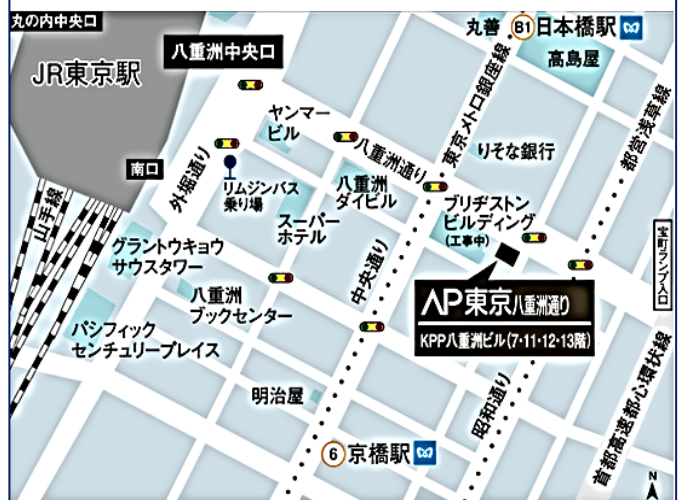 丸の内中央口
JR東京駅
八重洲中央口
丸善
B1
日本橋駅
高島屋
ヤンマー
ビル
八重洲通り
東京メトロ銀座線
りそな銀行
都営浅草線
南口
外堀通り
リムジンバス
乗り場
八重洲
ダイビル
ブリヂストン
ビルディング
(工事中)
山手線
スーパー
ホテル
グラントウキョウ
サウスタワー
八重洲
ブックセンター
中央通り
宝町ランプ入口
AP東京八重洲通り
KPP八重洲ビル(7・11・12・13階)
パシフィック
センチュリープレイス
明治屋
昭和通り
首都高速都心環状線
6
京橋駅
N